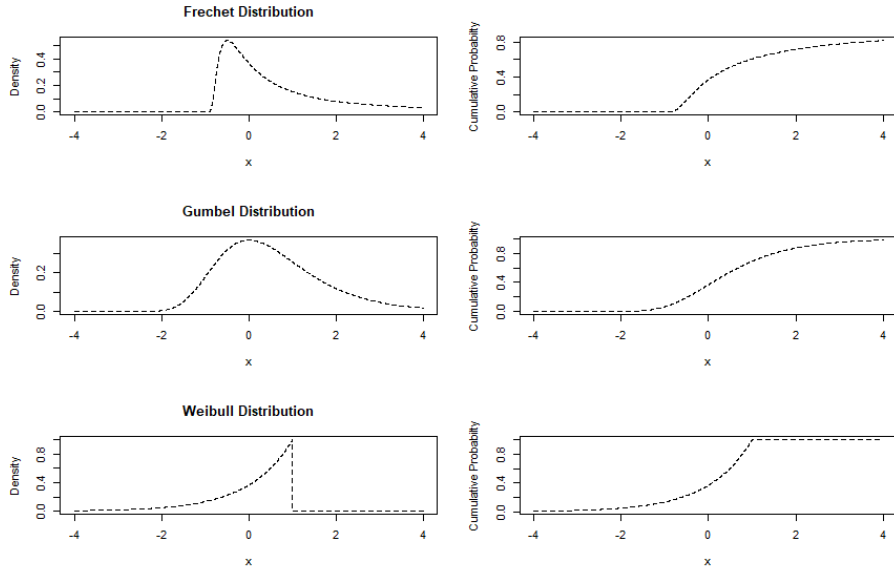 Frechet Distribution
Density
0.0 0.2 0.4
-4 -2 0 2 4
x
Cumulative Probabilty
0.0 0.4 0.8
-4 -2 0 2 4
x
Gumbel Distribution
Density
0.0 0.2
-4 -2 0 2 4
x
Cumulative Probabilty
0.0 0.4 0.8
-4 -2 0 2 4
x
Weibull Distribution
Density
0.0 0.4 0.8
-4 -2 0 2 4
x
Cumulative Probabilty
0.0 0.4 0.8
-4 -2 0 2 4
x